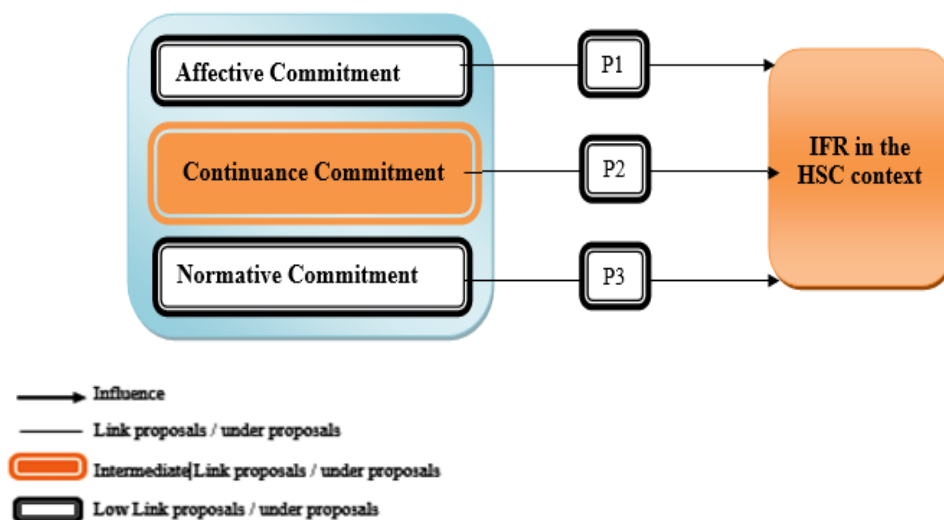 Affective Commitment
P1
Continuance Commitment
P2
IFR in the
HSC context
Normative Commitment
P3
Influence
Link proposals / under proposals
Intermediate Link proposals / under proposals
Low Link proposals / under proposals